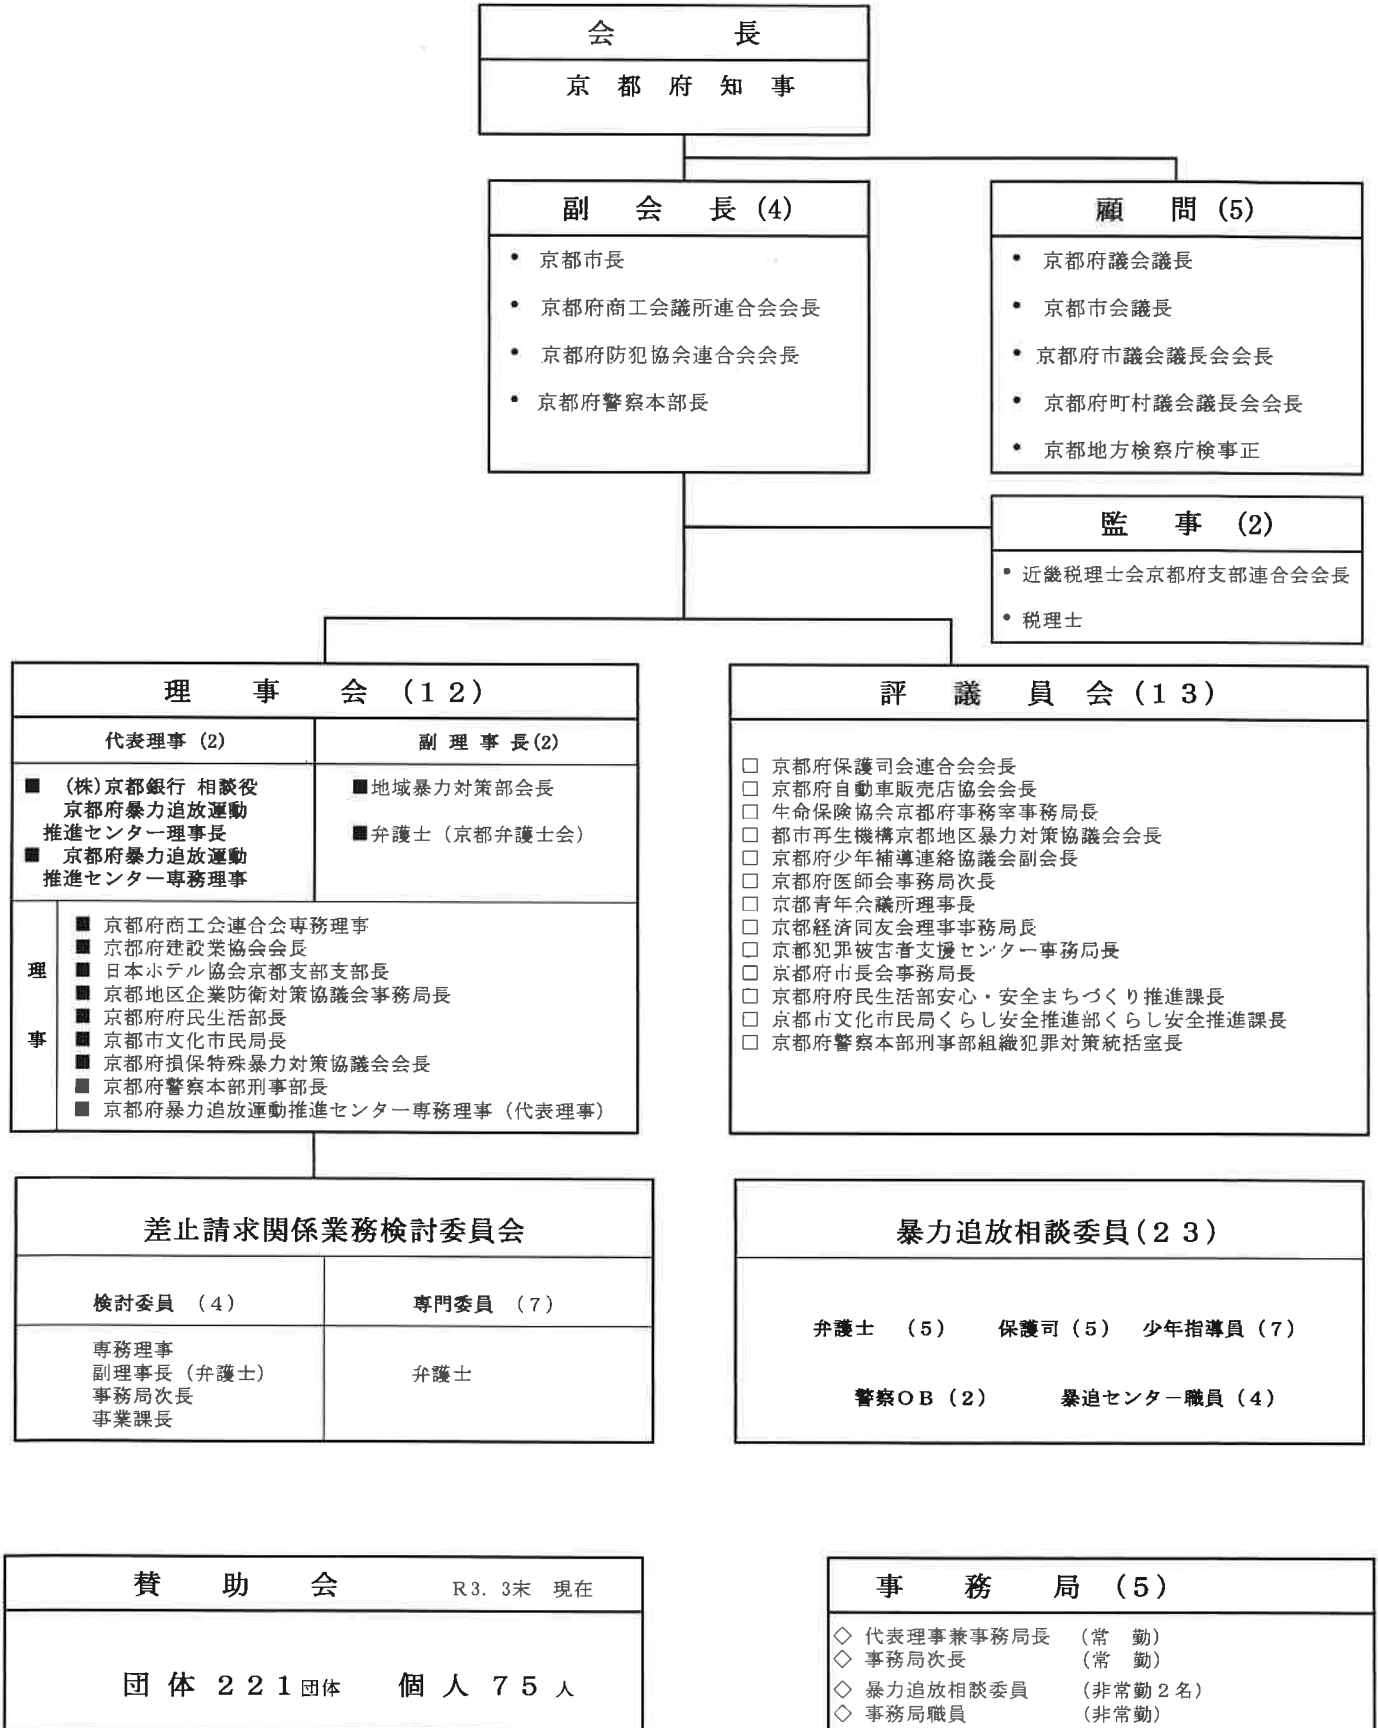 会 長
京 都 府 知 事
副 会 長 (4)
・ 京都市長
・ 京都府商工会議所連合会会長
・ 京都府防犯協会連合会会長
・ 京都府警察本部長
顧 問 (5)
・ 京都府議会議長
・ 京都市会議長
・ 京都府市議会議長会会長
・ 京都府町村議会議長会会長
・ 京都地方検察庁検事正
監 事 (2)
・ 近畿税理士会京都府支部連合会会長
・ 税理士
理 事 会 (12)
代表理事 (2)
■ (株)京都銀行 相談役
京都府暴力追放運動
推進センター理事長
■ 京都府暴力追放運動
推進センター専務理事
副 理 事 長(2)
■地域暴力対策部会長
■弁護士（京都弁護士会）
理 事
■ 京都府商工会連合会専務理事
■ 京都府建設業協会会長
■ 日本ホテル協会京都支部支部長
■ 京都地区企業防衛対策協議会事務局長
■ 京都府府民生活部長
■ 京都市文化市民局長
■ 京都府損保特殊暴力対策協議会会長
■ 京都府警察本部刑事部長
■ 京都府暴力追放運動推進センター専務理事（代表理事）
評 議 員 会 (13)
□ 京都府保護司会連合会会長
□ 京都府自動車販売店協会会長
□ 生命保険協会京都府事務室事務局長
□ 都市再生機構京都地区暴力対策協議会会長
□ 京都府少年補導連絡協議会副会長
□ 京都府医師会事務局次長
□ 京都青年会議所理事長
□ 京都経済同友会理事事務局長
□ 京都犯罪被害者支援センター事務局長
□ 京都府市長会事務局長
□ 京都府府民生活部安心・安全まちづくり推進課長
□ 京都市文化市民局くらし安全推進部くらし安全推進課長
□ 京都府警察本部刑事部組織犯罪対策統括室長
差止請求関係業務検討委員会
検討委員 （4）
専務理事
副理事長（弁護士）
事務局次長
事業課長
専門委員 （7）
弁護士
暴力追放相談委員(23)
弁護士 （5） 保護司（5） 少年指導員（7）
警察OB（2） 暴追センター職員（4）
賛 助 会 R3. 3末 現在
団 体 221団体 個 人 75 人
事 務 局 (5)
◇ 代表理事兼事務局長 （常 勤）
◇ 事務局次長 （常 勤）
◇ 暴力追放相談委員 （非常勤2名）
◇ 事務局職員 （非常勤）